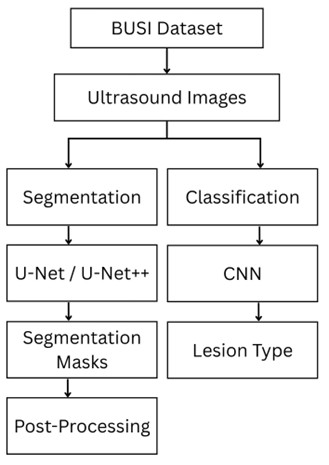 BUSI Dataset
Ultrasound Images
Segmentation
Classification
U-Net / U-Net++
CNN
Segmentation
Masks
Lesion Type
Post-Processing